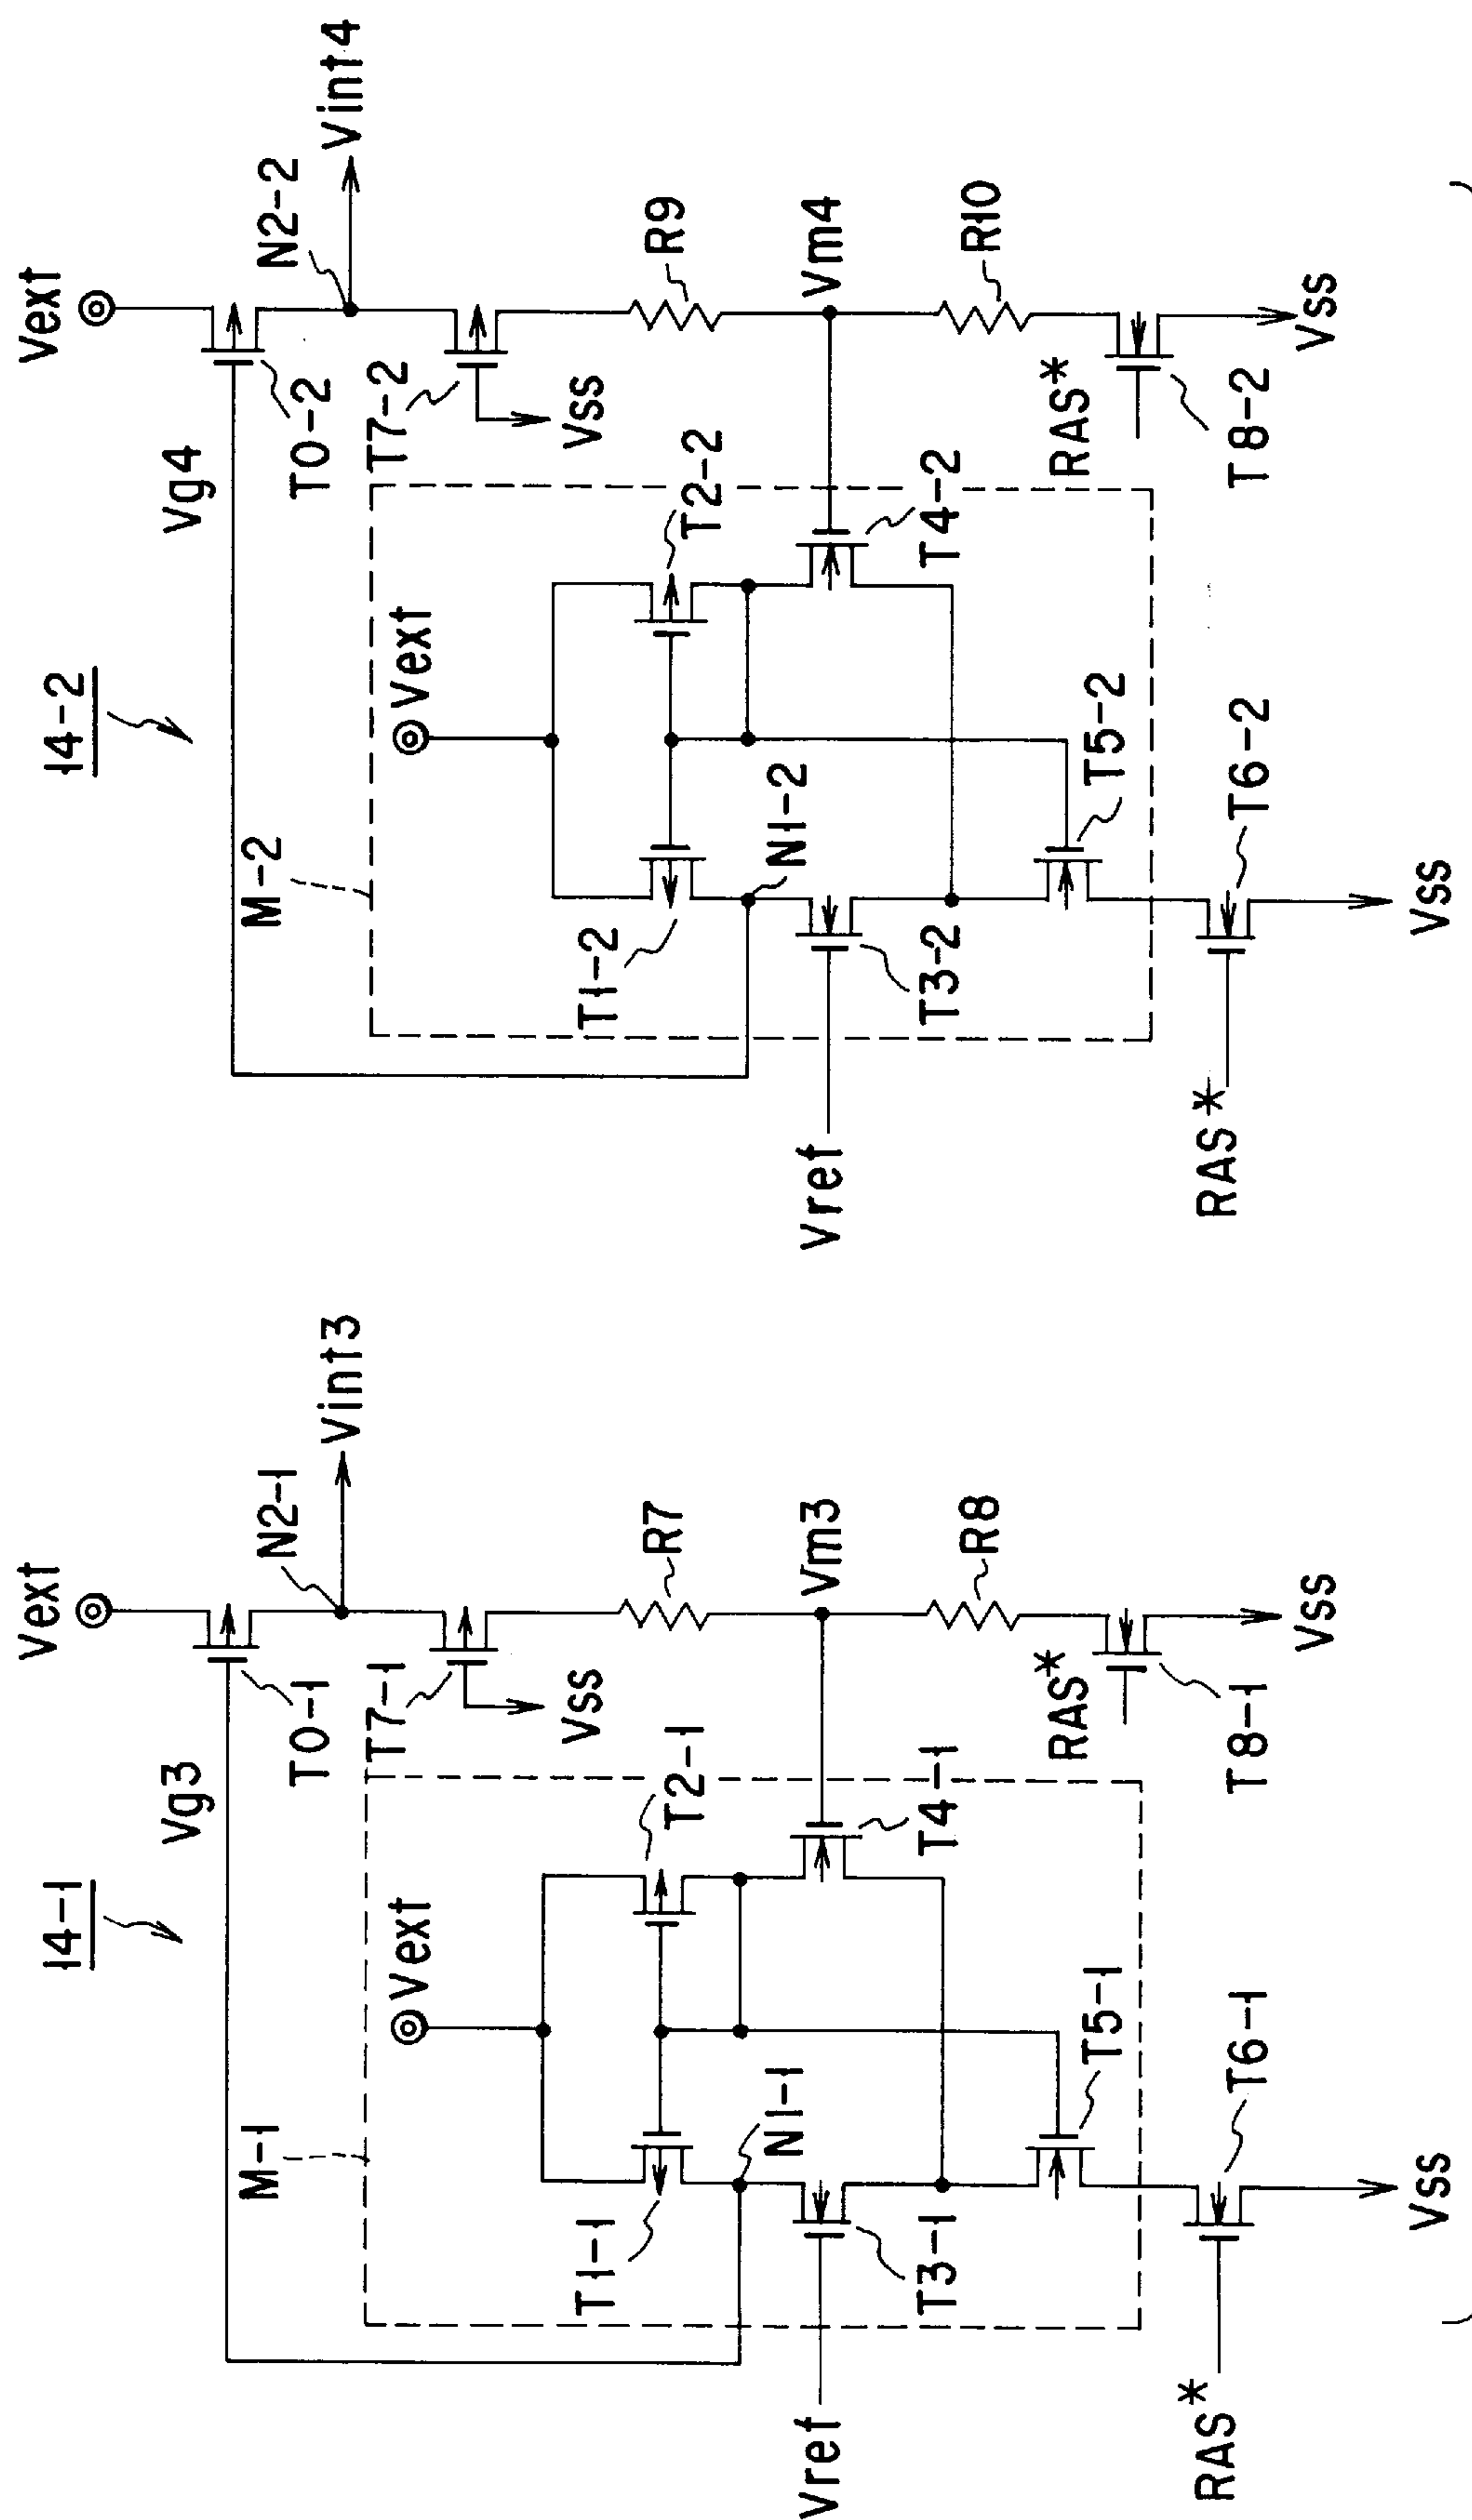 14-1
Vg3
Vext
T0-1
N2-1
Vint3
M-1
Vext
T7-1
Vss
T1-1
T2-1
R7
N1-1
Vref
T3-1
T4-1
Vm3
T5-1
RAS*
R8
RAS*
T6-1
T8-1
Vss
Vss
14-2
Vg4
Vext
T0-2
N2-2
Vint4
M-2
Vext
T7-2
Vss
T1-2
T2-2
R9
N1-2
Vref
T3-2
T4-2
Vm4
T5-2
RAS*
R10
RAS*
T6-2
T8-2
Vss
Vss